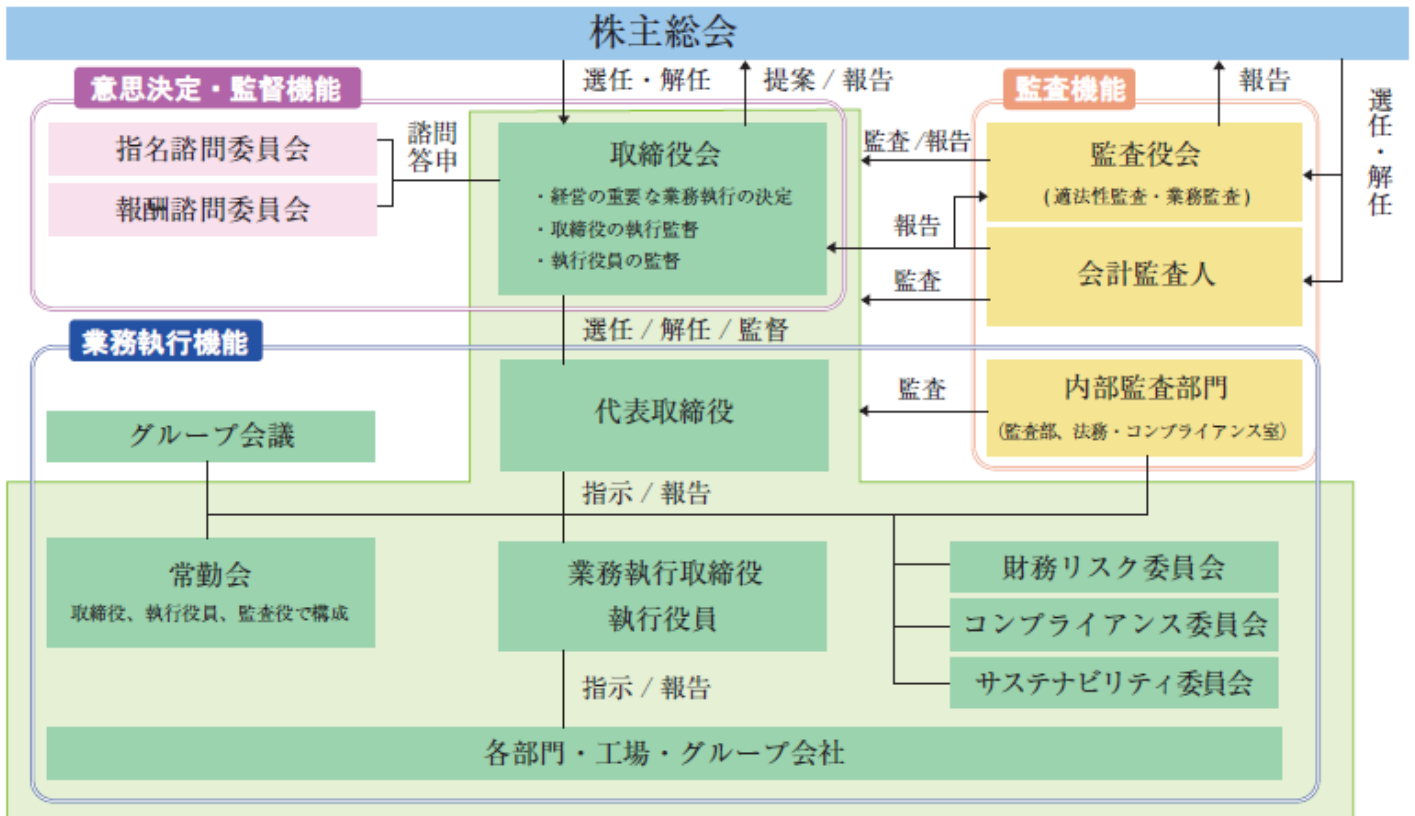 株主総会
意思決定・監督機能
選任・解任
提案 / 報告
監査機能
報告
選任・解任
指名諮問委員会
報酬諮問委員会
諮問
答申
取締役会
・経営の重要な業務執行の決定
・取締役の執行監督
・執行役員の監督
監査/報告
監査役会
(適法性監査・業務監査)
報告
会計監査人
監査
選任 / 解任 / 監督
業務執行機能
代表取締役
監査
内部監査部門
(監査部、法務・コンプライアンス室)
グループ会議
指示 / 報告
常勤会
取締役、執行役員、監査役で構成
業務執行取締役
執行役員
財務リスク委員会
コンプライアンス委員会
サステナビリティ委員会
指示 / 報告
各部門・工場・グループ会社